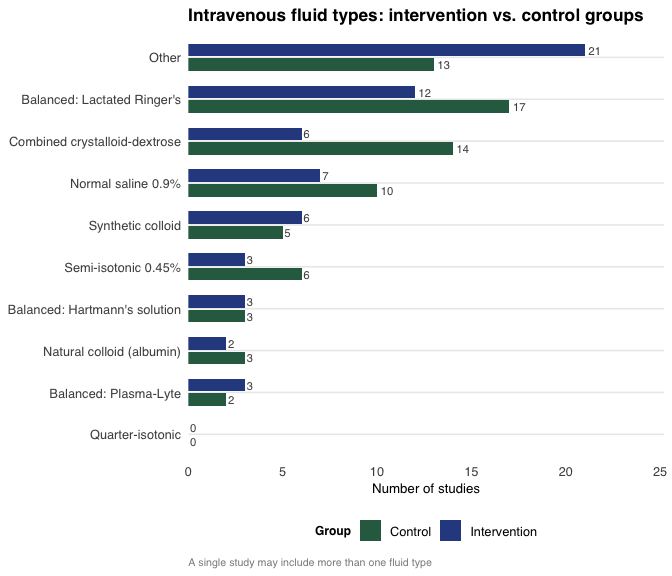 Intravenous fluid types: intervention vs. control groups
Other
21
13
Balanced: Lactated Ringer's
12
17
Combined crystalloid-dextrose
6
14
Normal saline 0.9%
7
10
Synthetic colloid
6
5
Semi-isotonic 0.45%
3
6
Balanced: Hartmann's solution
3
3
Natural colloid (albumin)
2
3
Balanced: Plasma-Lyte
3
2
Quarter-isotonic
0
0
0 5 10 15 20 25
Number of studies
Group Control Intervention
A single study may include more than one fluid type